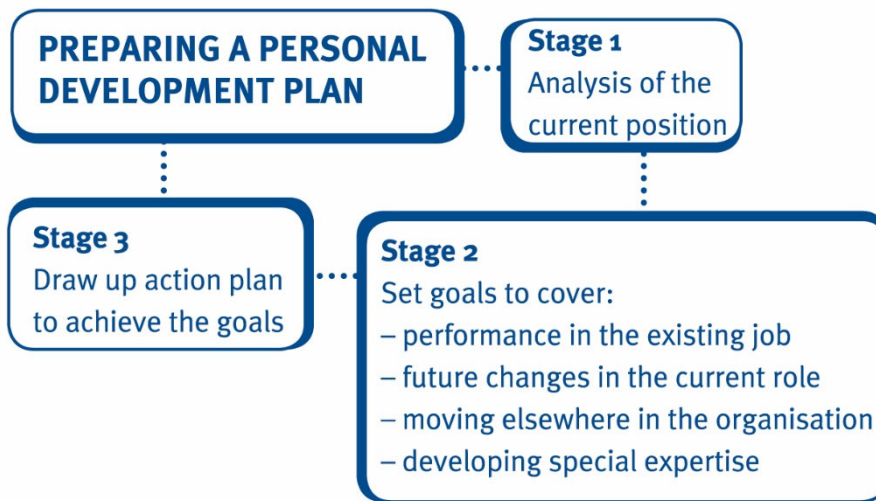 PREPARING A PERSONAL
DEVELOPMENT PLAN
Stage 1
Analysis of the
current position
Stage 2
Set goals to cover:
– performance in the existing job
– future changes in the current role
– moving elsewhere in the organisation
– developing special expertise
Stage 3
Draw up action plan
to achieve the goals